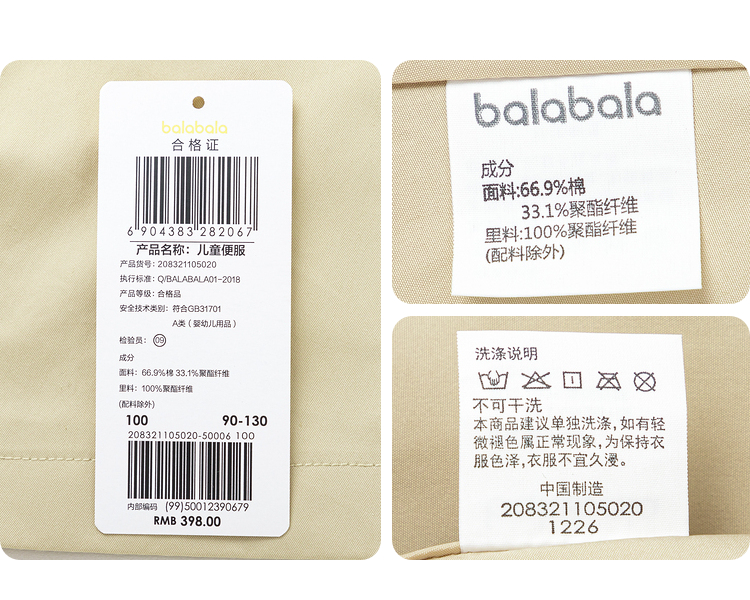 balabala
合格证
6 904383 282067
产品名称：儿童便服
产品货号：208321105020
执行标准：Q/BALABALA01-2018
产品等级：合格品
安全技术类别：符合GB31701
A类（婴幼儿用品）
检验员：09
成分
面料：66.9%棉 33.1%聚酯纤维
里料：100%聚酯纤维
(配料除外)
100 90-130
208321105020-50006 100
内部编码 (99)50012390679
RMB 398.00
balabala
成分
面料:66.9%棉
33.1%聚酯纤维
里料:100%聚酯纤维
(配料除外)
洗涤说明
不可干洗
本商品建议单独洗涤,如有轻
微褪色属正常现象,为保持衣
服色泽,衣服不宜久浸。
中国制造
208321105020
1226